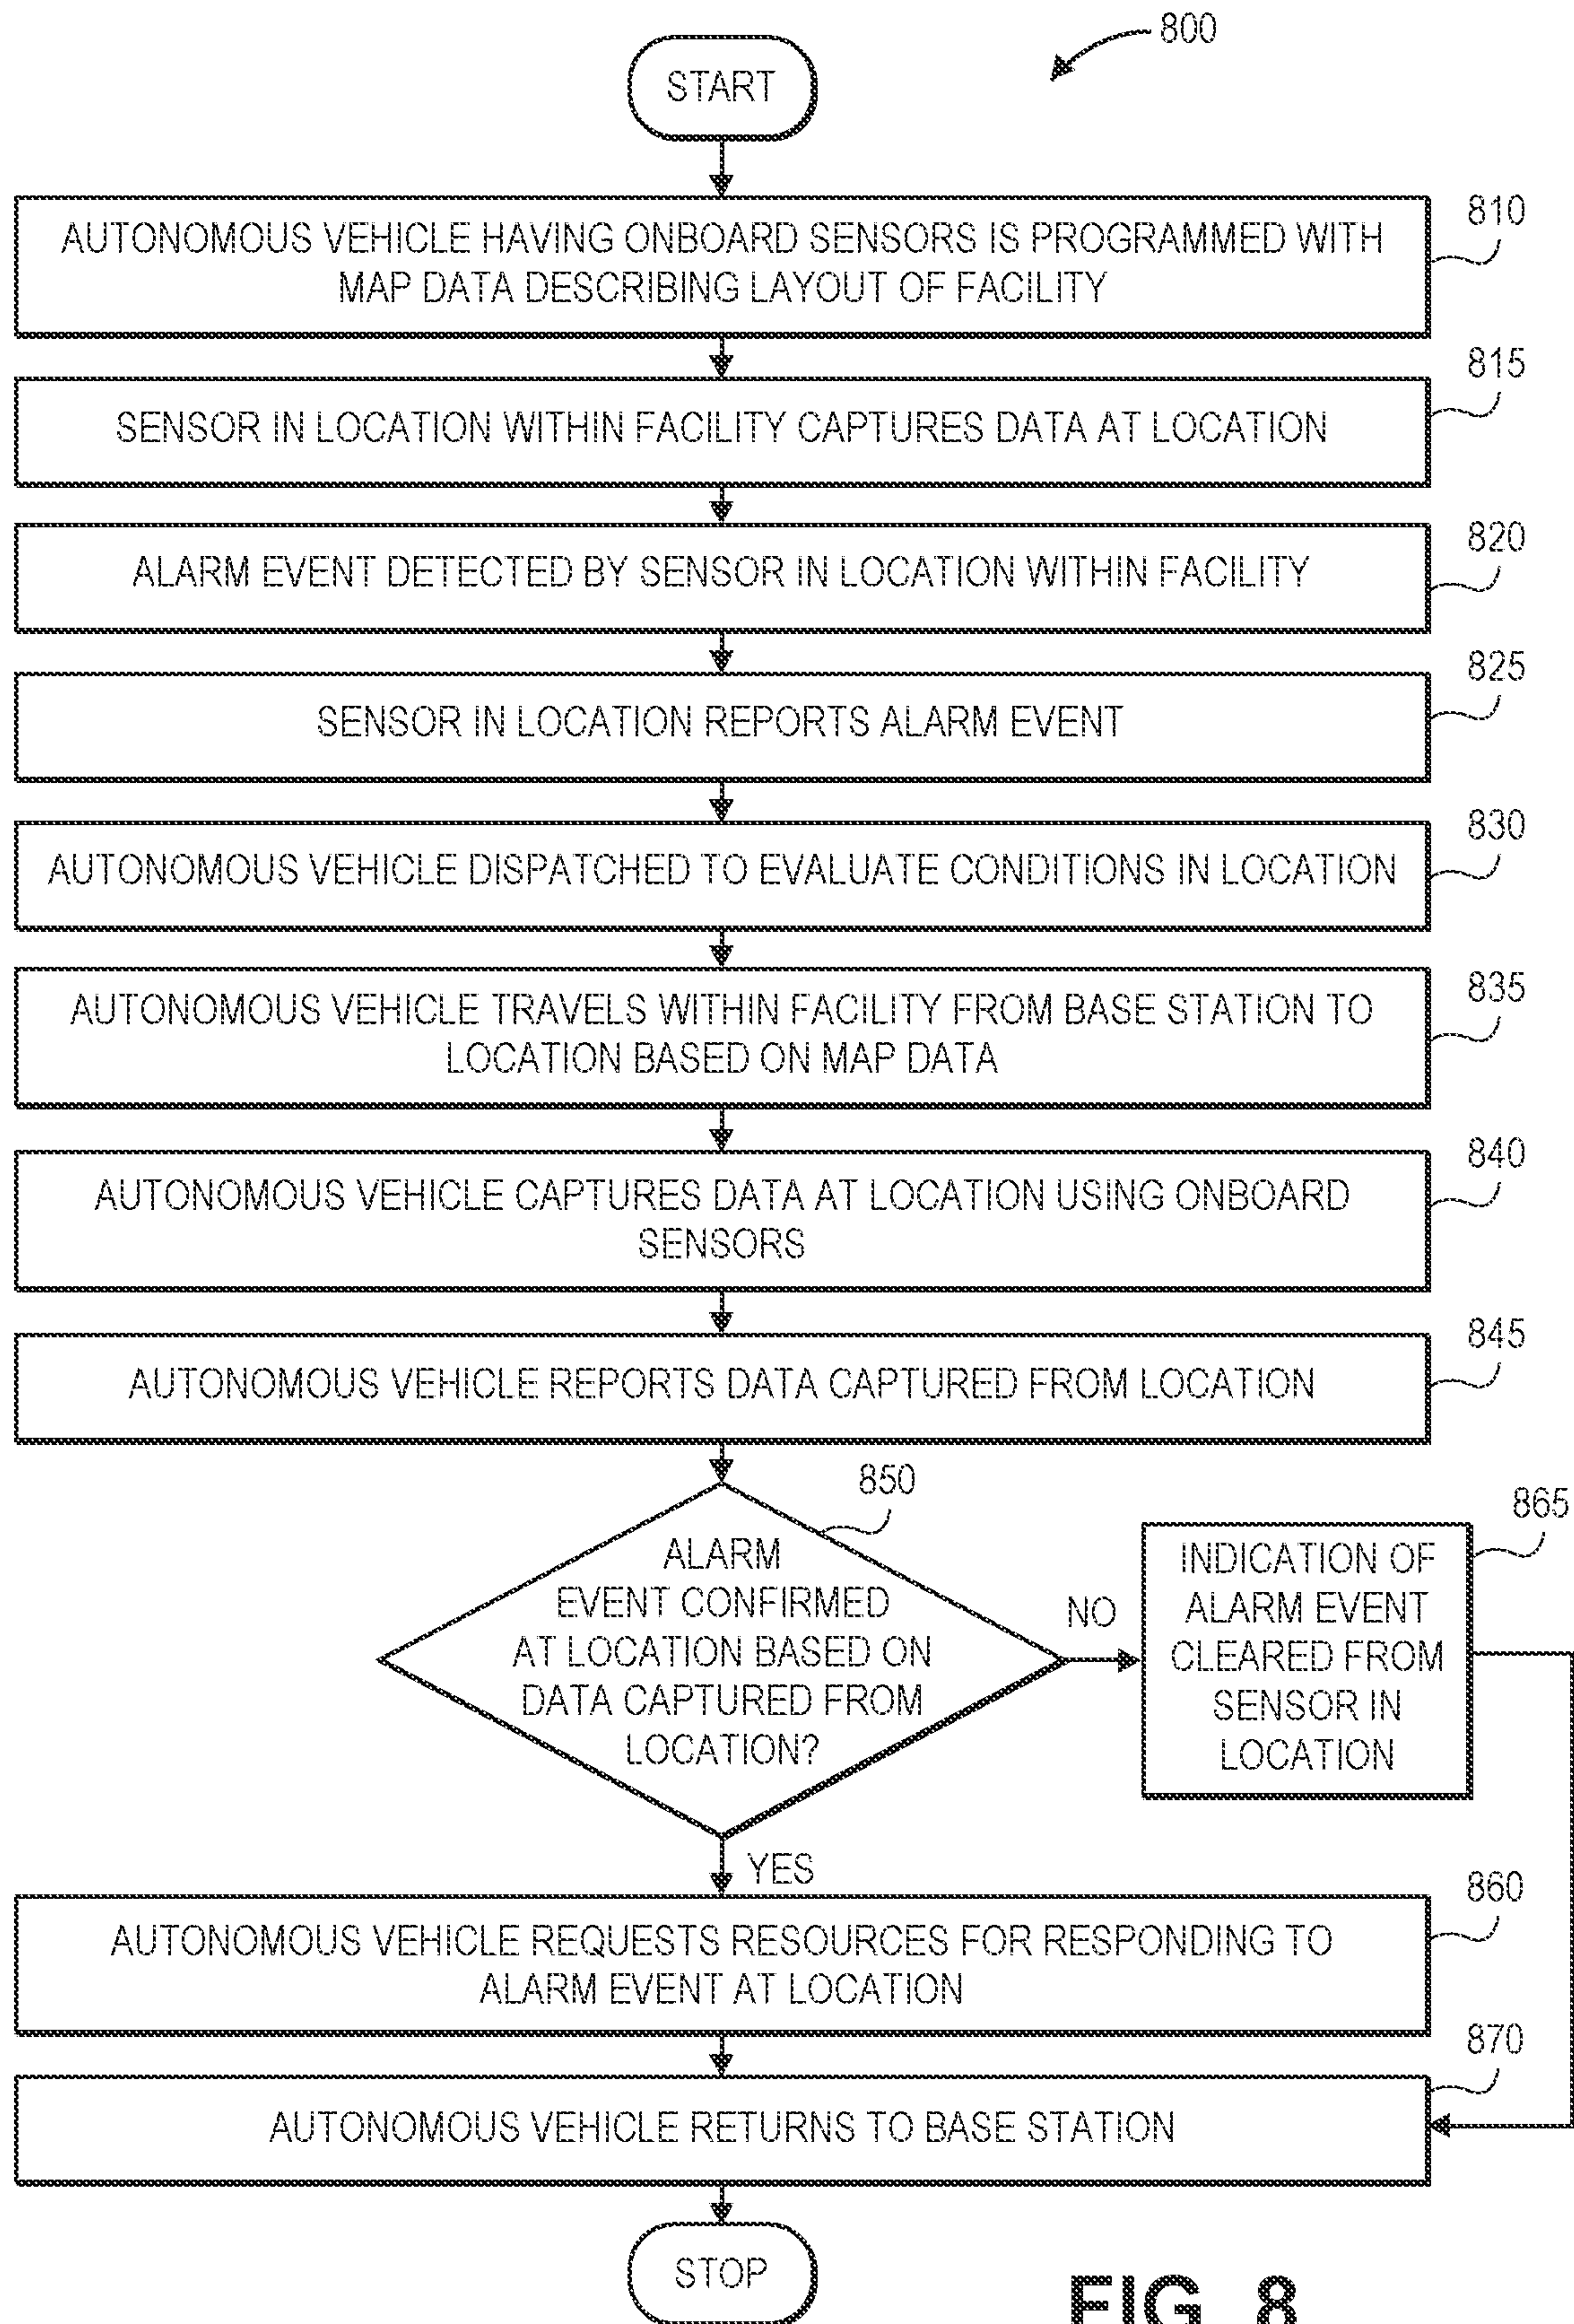 800
START
810
AUTONOMOUS VEHICLE HAVING ONBOARD SENSORS IS PROGRAMMED WITH
MAP DATA DESCRIBING LAYOUT OF FACILITY
815
SENSOR IN LOCATION WITHIN FACILITY CAPTURES DATA AT LOCATION
820
ALARM EVENT DETECTED BY SENSOR IN LOCATION WITHIN FACILITY
825
SENSOR IN LOCATION REPORTS ALARM EVENT
830
AUTONOMOUS VEHICLE DISPATCHED TO EVALUATE CONDITIONS IN LOCATION
835
AUTONOMOUS VEHICLE TRAVELS WITHIN FACILITY FROM BASE STATION TO
LOCATION BASED ON MAP DATA
840
AUTONOMOUS VEHICLE CAPTURES DATA AT LOCATION USING ONBOARD
SENSORS
845
AUTONOMOUS VEHICLE REPORTS DATA CAPTURED FROM LOCATION
850
ALARM
EVENT CONFIRMED
AT LOCATION BASED ON
DATA CAPTURED FROM
LOCATION?
NO
865
INDICATION OF
ALARM EVENT
CLEARED FROM
SENSOR IN
LOCATION
YES
860
AUTONOMOUS VEHICLE REQUESTS RESOURCES FOR RESPONDING TO
ALARM EVENT AT LOCATION
870
AUTONOMOUS VEHICLE RETURNS TO BASE STATION
STOP
FIG. 8